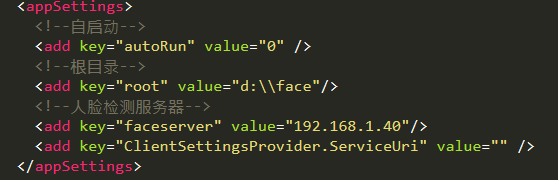 <appSettings>
<!--自启动-->
<add key="autoRun" value="0" />
<!--根目录-->
<add key="root" value="d:\\face"/>
<!--人脸检测服务器-->
<add key="faceserver" value="192.168.1.40"/>
<add key="ClientSettingsProvider.ServiceUri" value="" />
</appSettings>